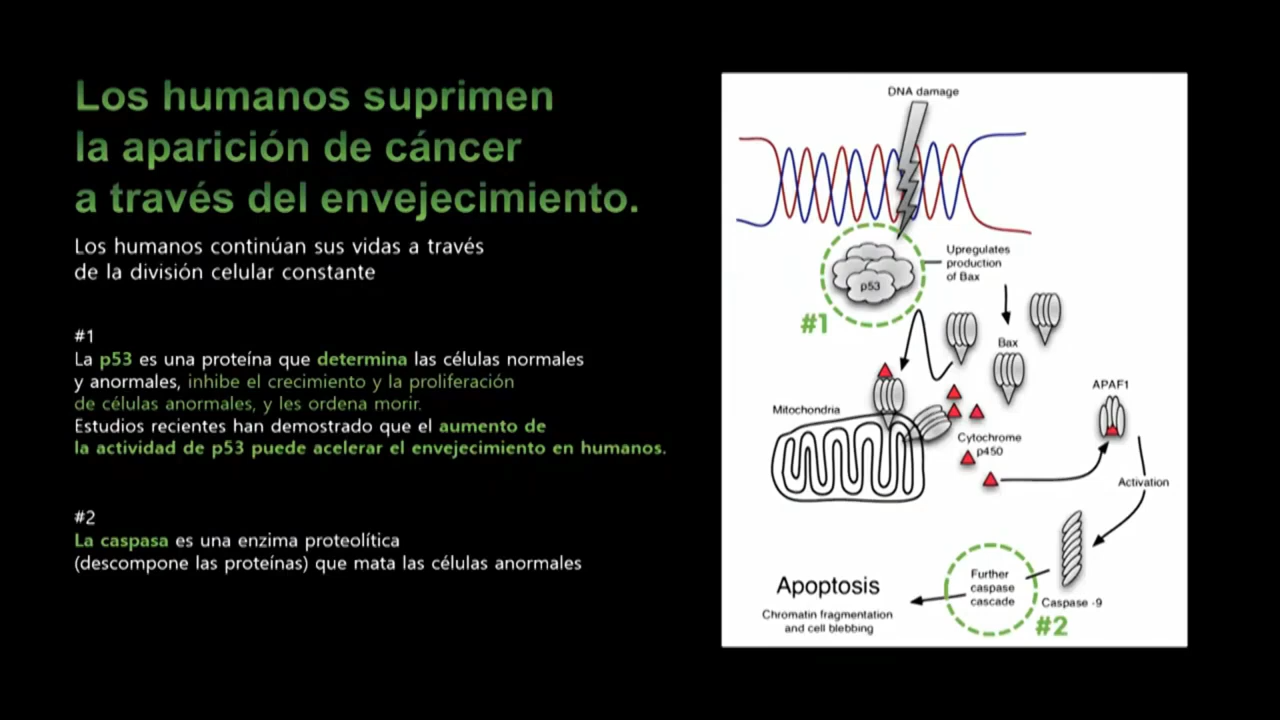 Los humanos suprimen
la aparición de cáncer
a través del envejecimiento.
Los humanos continúan sus vidas a través
de la división celular constante
#1
La p53 es una proteína que determina las células normales
y anormales, inhibe el crecimiento y la proliferación
de células anormales, y les ordena morir.
Estudios recientes han demostrado que el aumento de
la actividad de p53 puede acelerar el envejecimiento en humanos.
#2
La caspasa es una enzima proteolítica
(descompone las proteínas) que mata las células anormales
DNA damage
p53
Upregulates
production
of Bax
#1
Bax
APAF1
Mitochondria
Cytochrome
p450
Activation
Further
caspase
cascade
Caspase -9
#2
Apoptosis
Chromatin fragmentation
and cell blebbing